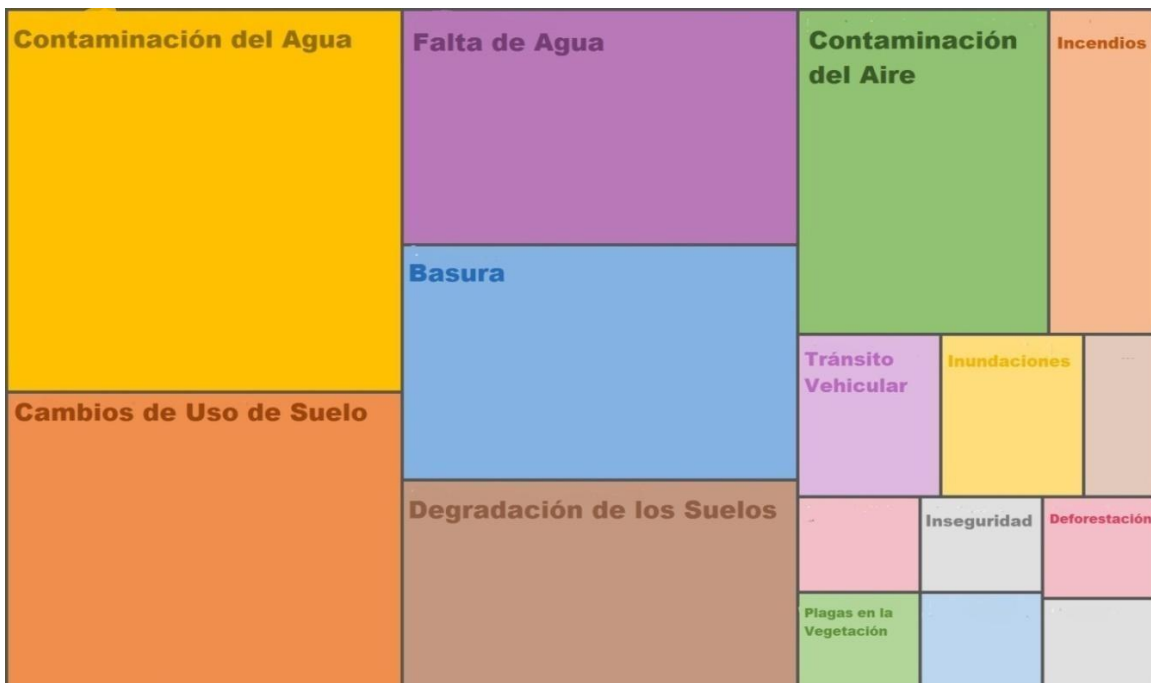 Contaminación del Agua
Falta de Agua
Contaminación
del Aire
Incendios
Basura
Tránsito
Vehicular
Inundaciones
Cambios de Uso de Suelo
Degradación de los Suelos
Inseguridad
Deforestación
Plagas en la
Vegetación